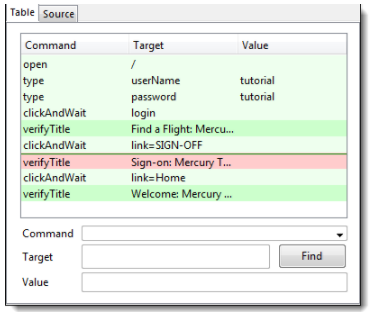 Table Source
Command Target Value
open /
type userName tutorial
type password tutorial
clickAndWait login
verifyTitle Find a Flight: Mercu...
clickAndWait link=SIGN-OFF
verifyTitle Sign-on: Mercury T...
clickAndWait link=Home
verifyTitle Welcome: Mercury ...
Command
Target Find
Value